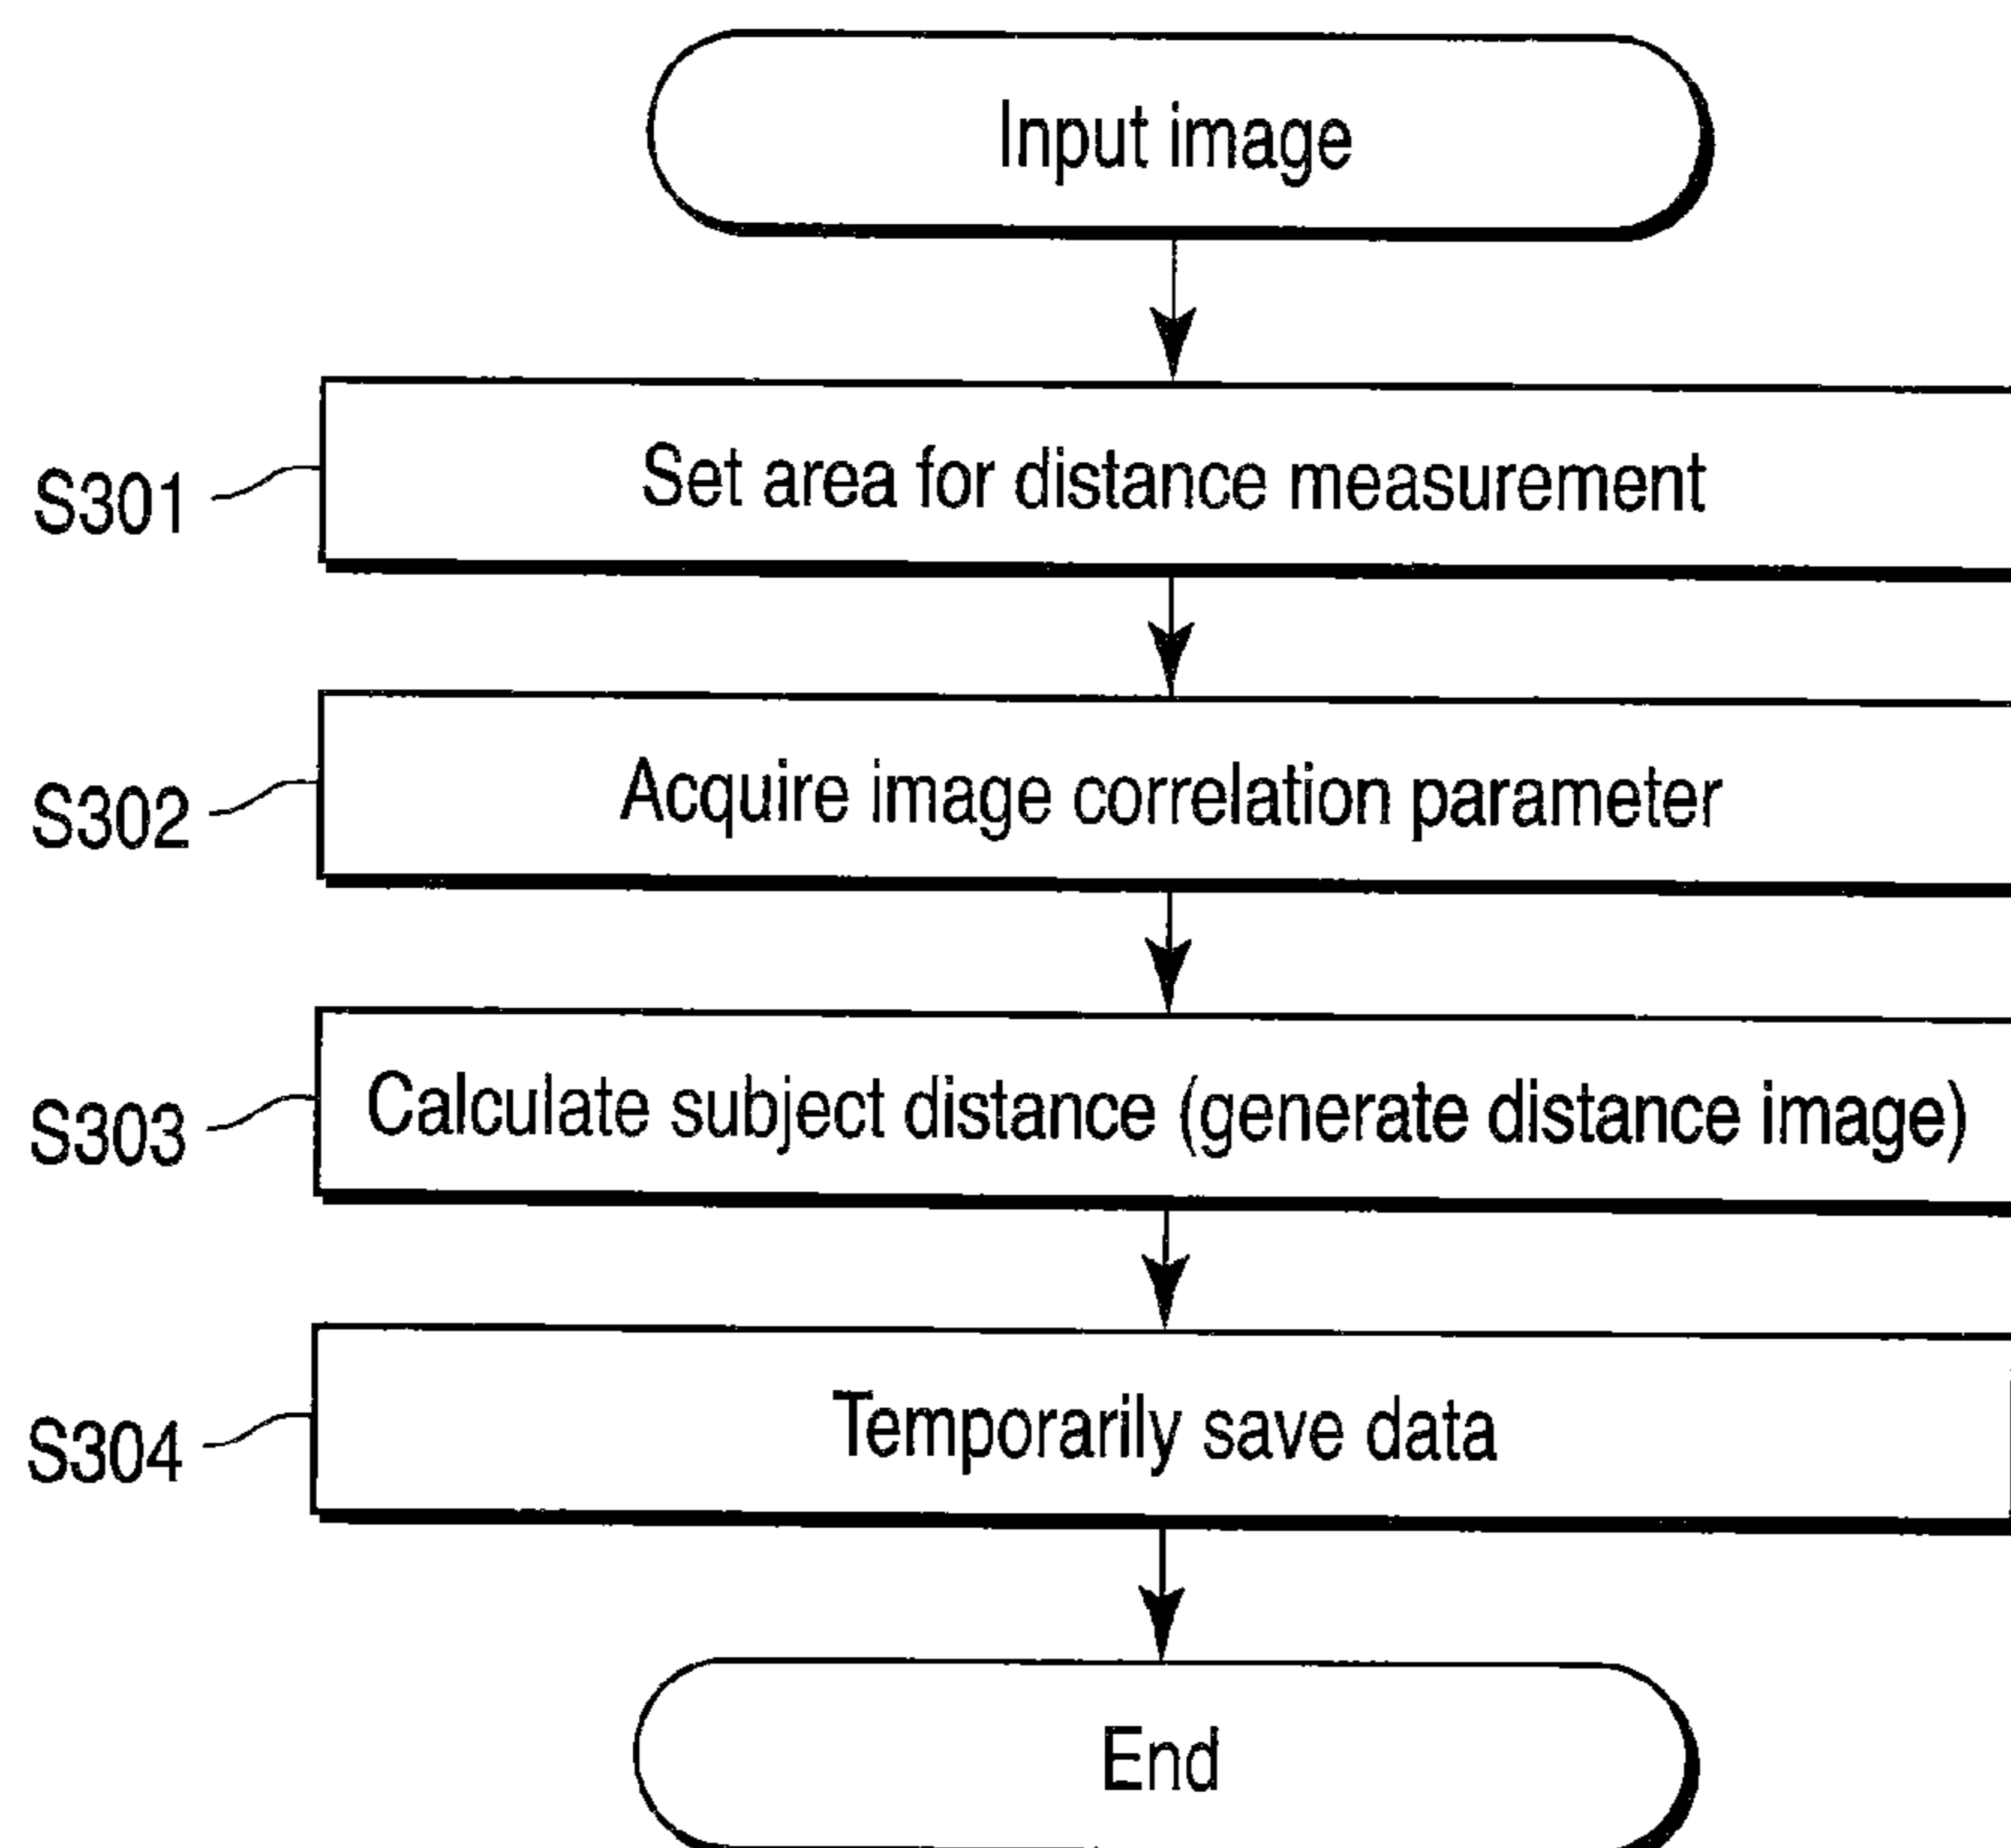 Input image
S301
Set area for distance measurement
S302
Acquire image correlation parameter
S303
Calculate subject distance (generate distance image)
S304
Temporarily save data
End